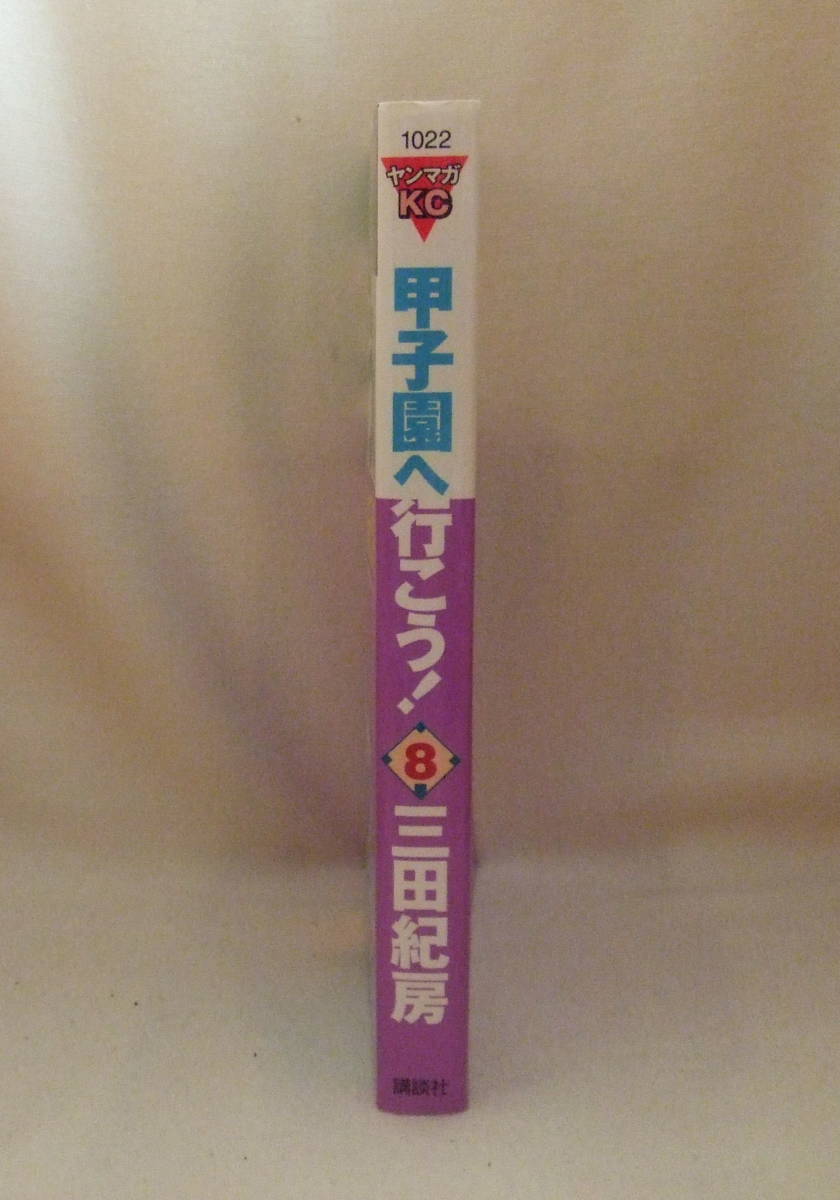 1022
ヤンマガ
KC
甲子園へ行こう!
8
三田紀房
講談社